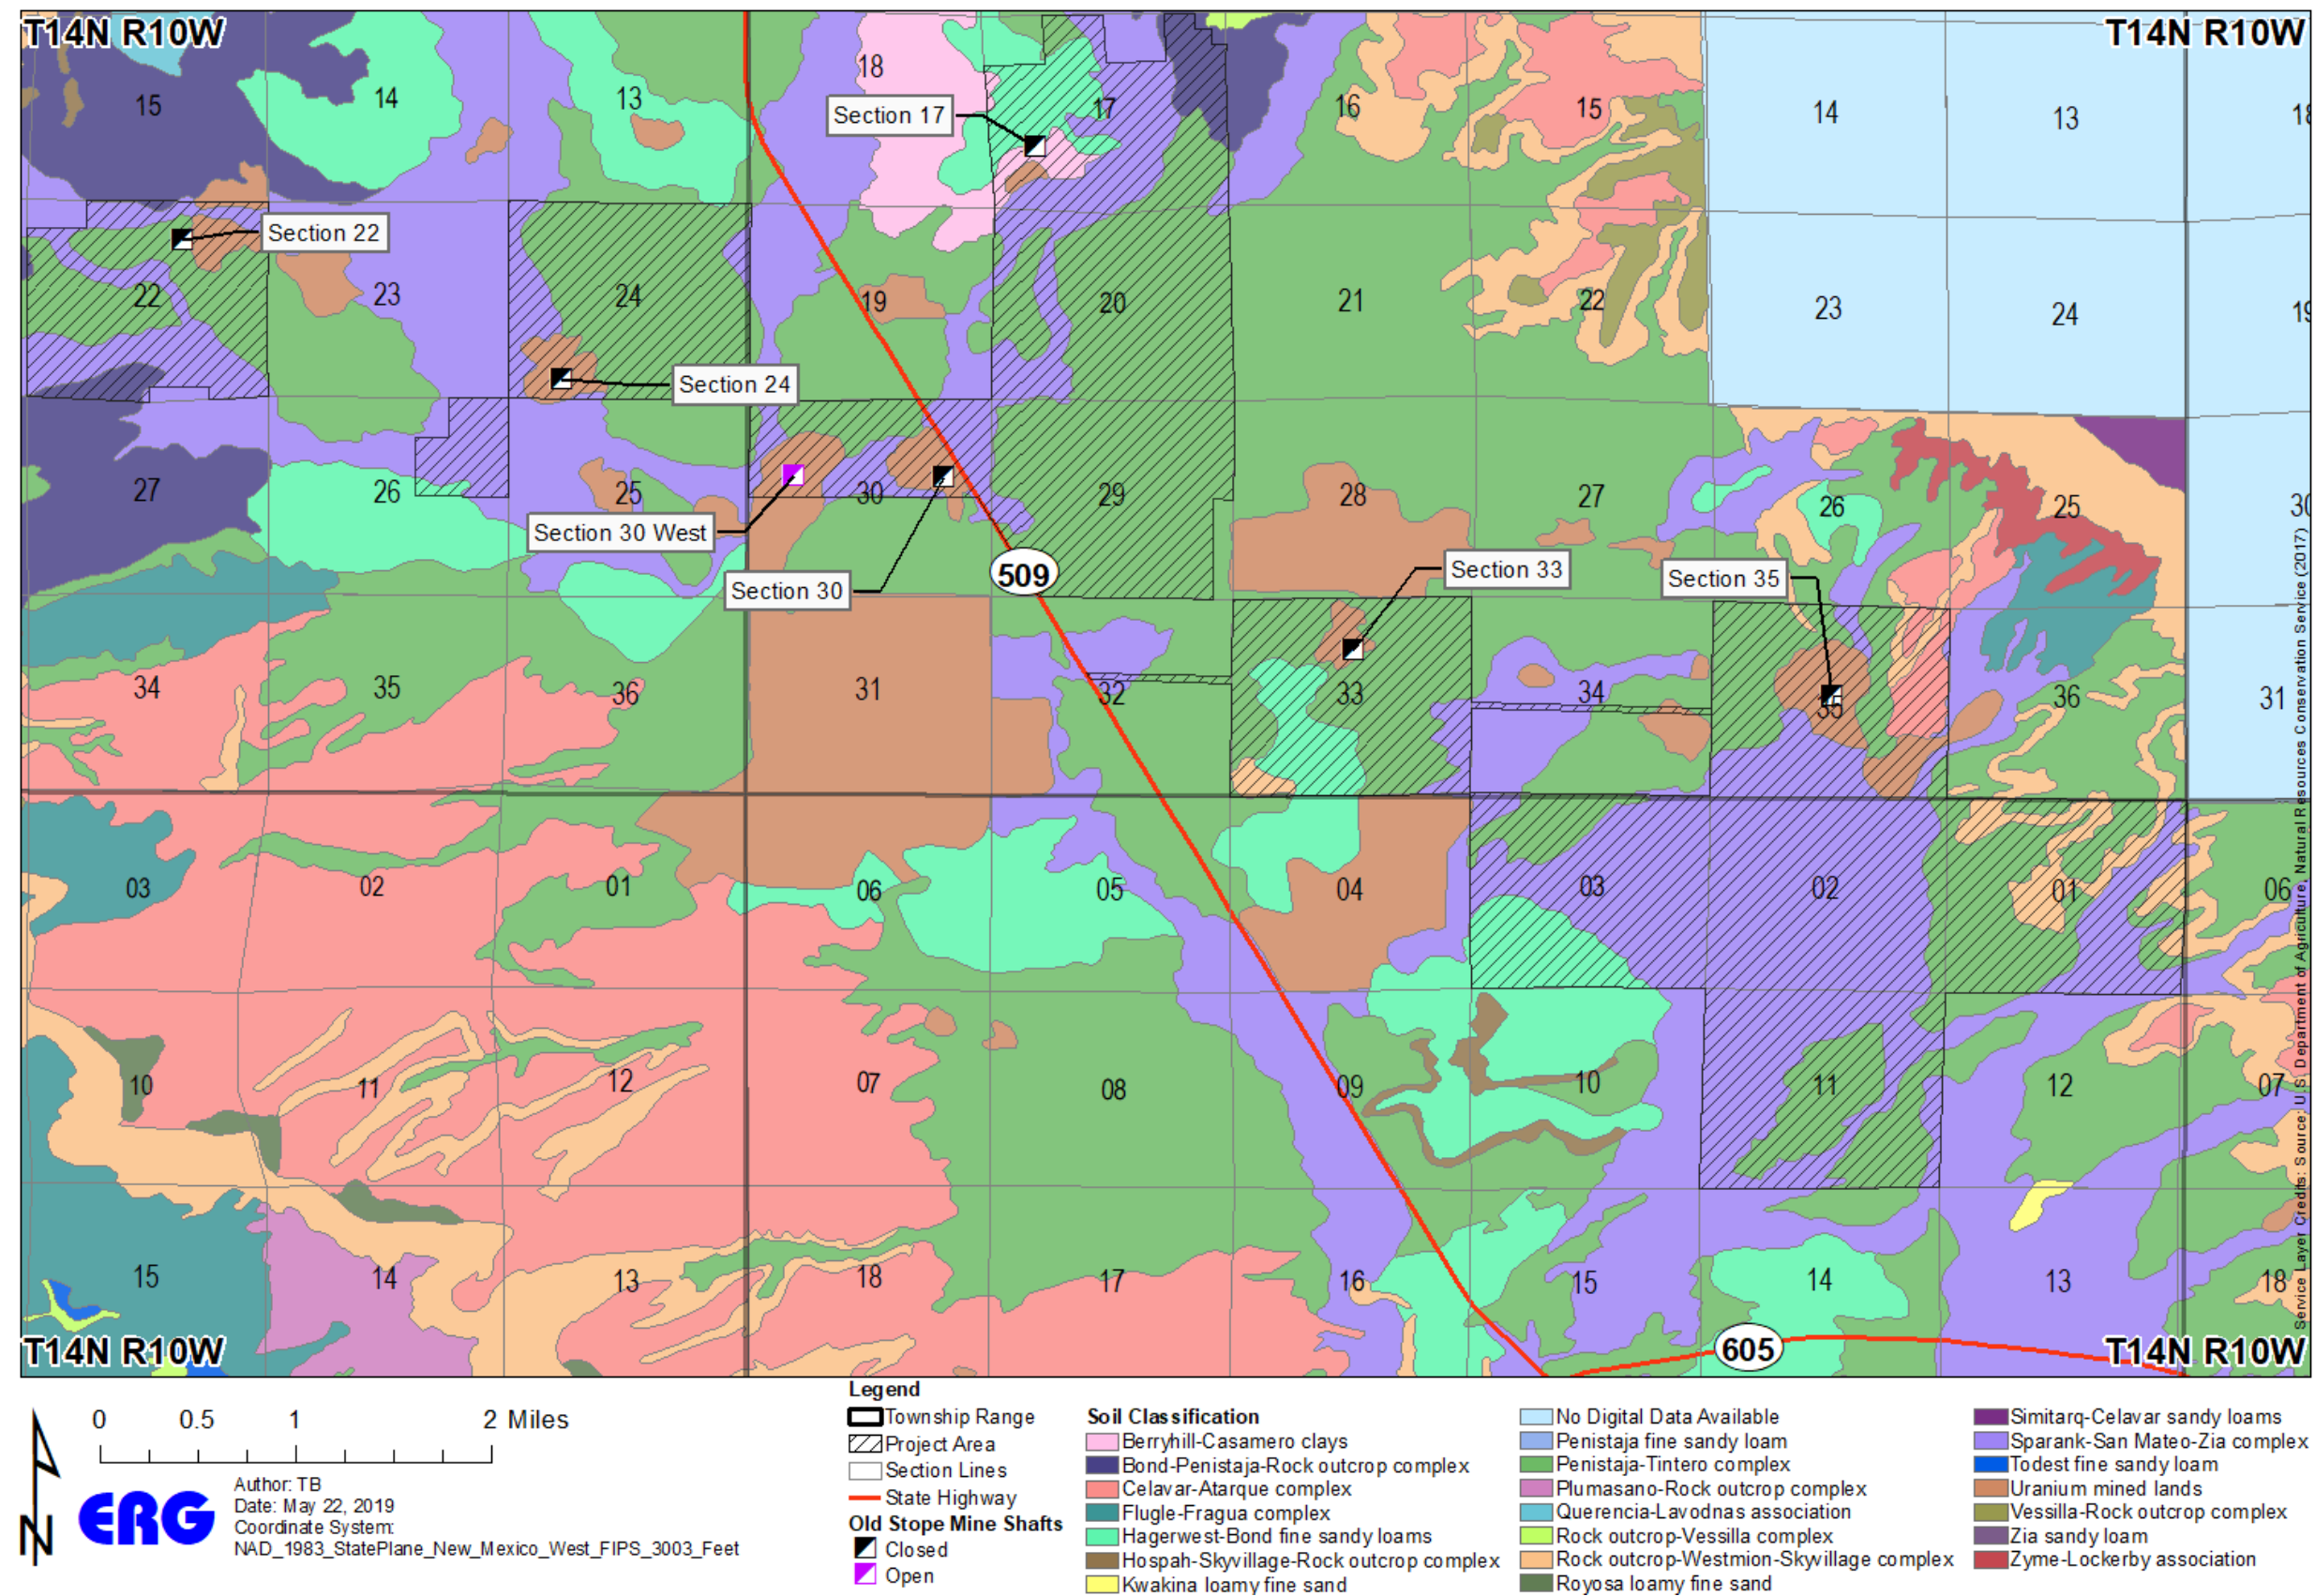 T14N R10W
T14N R10W
15
14
13
18
17
16
15
14
13
18
Section 17
Section 22
22
23
24
19
20
21
22
23
24
19
Section 24
27
26
25
30
29
28
27
26
25
30
Section 30 West
Section 30
509
Section 33
Section 35
34
35
36
31
32
33
34
35
36
31
03
02
01
06
05
04
03
02
01
06
10
11
12
07
08
09
10
11
12
07
15
14
13
18
17
16
15
14
13
18
605
T14N R10W
T14N R10W
Service Layer Credits: Source: U.S. Department of Agriculture, Natural Resources Conservation Service (2017)
0 0.5 1 2 Miles
N
ERG
Author: TB
Date: May 22, 2019
Coordinate System:
NAD_1983_StatePlane_New_Mexico_West_FIPS_3003_Feet
Legend
Township Range
Project Area
Section Lines
State Highway
Old Stope Mine Shafts
Closed
Open
Soil Classification
Berryhill-Casamero clays
Bond-Penistaja-Rock outcrop complex
Celavar-Atarque complex
Flugle-Fragua complex
Hagerwest-Bond fine sandy loams
Hospah-Skyvillage-Rock outcrop complex
Kwakina loamy fine sand
No Digital Data Available
Penistaja fine sandy loam
Penistaja-Tintero complex
Plumasano-Rock outcrop complex
Querencia-Lavodnas association
Rock outcrop-Vessilla complex
Rock outcrop-Westmion-Skyvillage complex
Royosa loamy fine sand
Simitarq-Celavar sandy loams
Sparank-San Mateo-Zia complex
Todest fine sandy loam
Uranium mined lands
Vessilla-Rock outcrop complex
Zia sandy loam
Zyme-Lockerby association